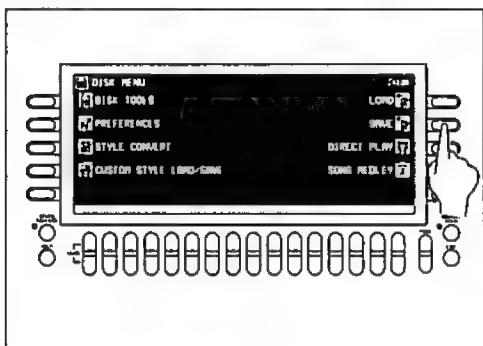 DISK MENU
DISK TOOLS LOAD
PREFERENCES SAVE
STYLE CONVERT DIRECT PLAY
CUSTOM STYLE LOAD/SAVE SONG MEDLEY